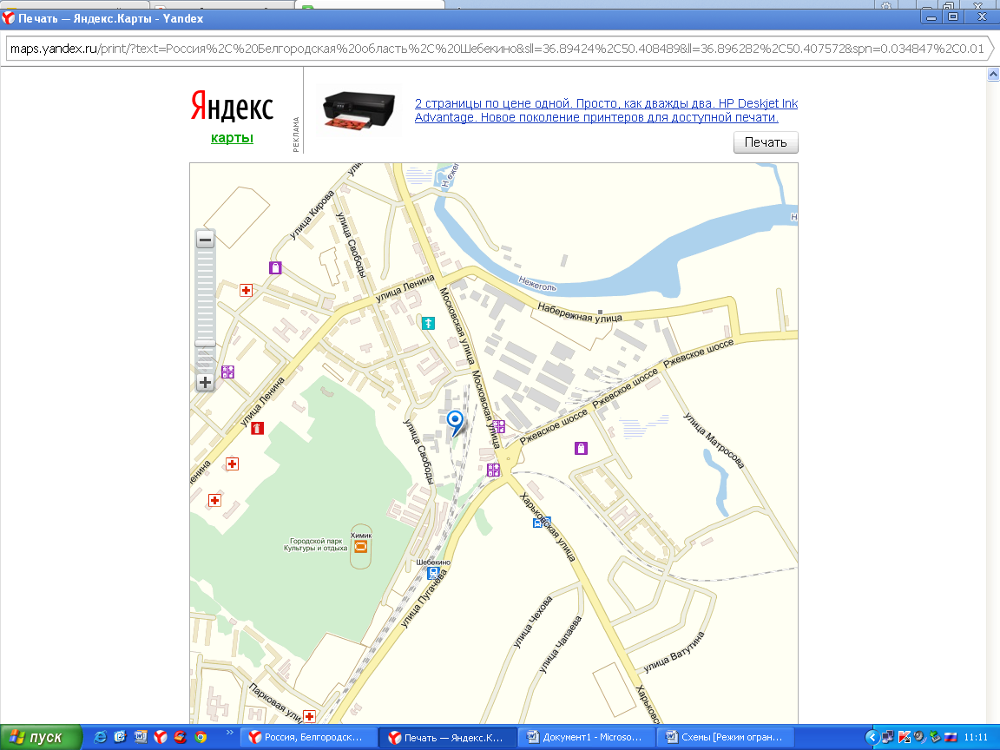 Печать — Яндекс.Карты - Yandex
maps.yandex.ru/print/?text=Россия%2C%20Белгородская%20область%2C%20Шебекино&sll=36.89424%2C50.408489&ll=36.896282%2C50.407572&spn=0.034847%2C0.01
Яндекс
карты
РЕКЛАМА
2 страницы по цене одной. Просто, как дважды два. HP Deskjet Ink
Advantage. Новое поколение принтеров для доступной печати.
Печать
улица Кирова
улица Свободы
улица Ленина
Московская улица
Нежеголь
Набережная улица
Ржевское шоссе
Ржевское шоссе
Ржевское шоссе
Московская улица
улица Ленина
улица Свободы
улица Матросова
Харьковская улица
Химик
Городской парк
Культуры и отдыха
Шебекино
улица Пугачёва
улица Чехова
улица Чапаева
улица Ватутина
Парковая ули
Харьков
пуск
Россия, Белгородск...
Печать — Яндекс.К...
Документ1 - Microso...
Схемы [Режим огран...
11:11